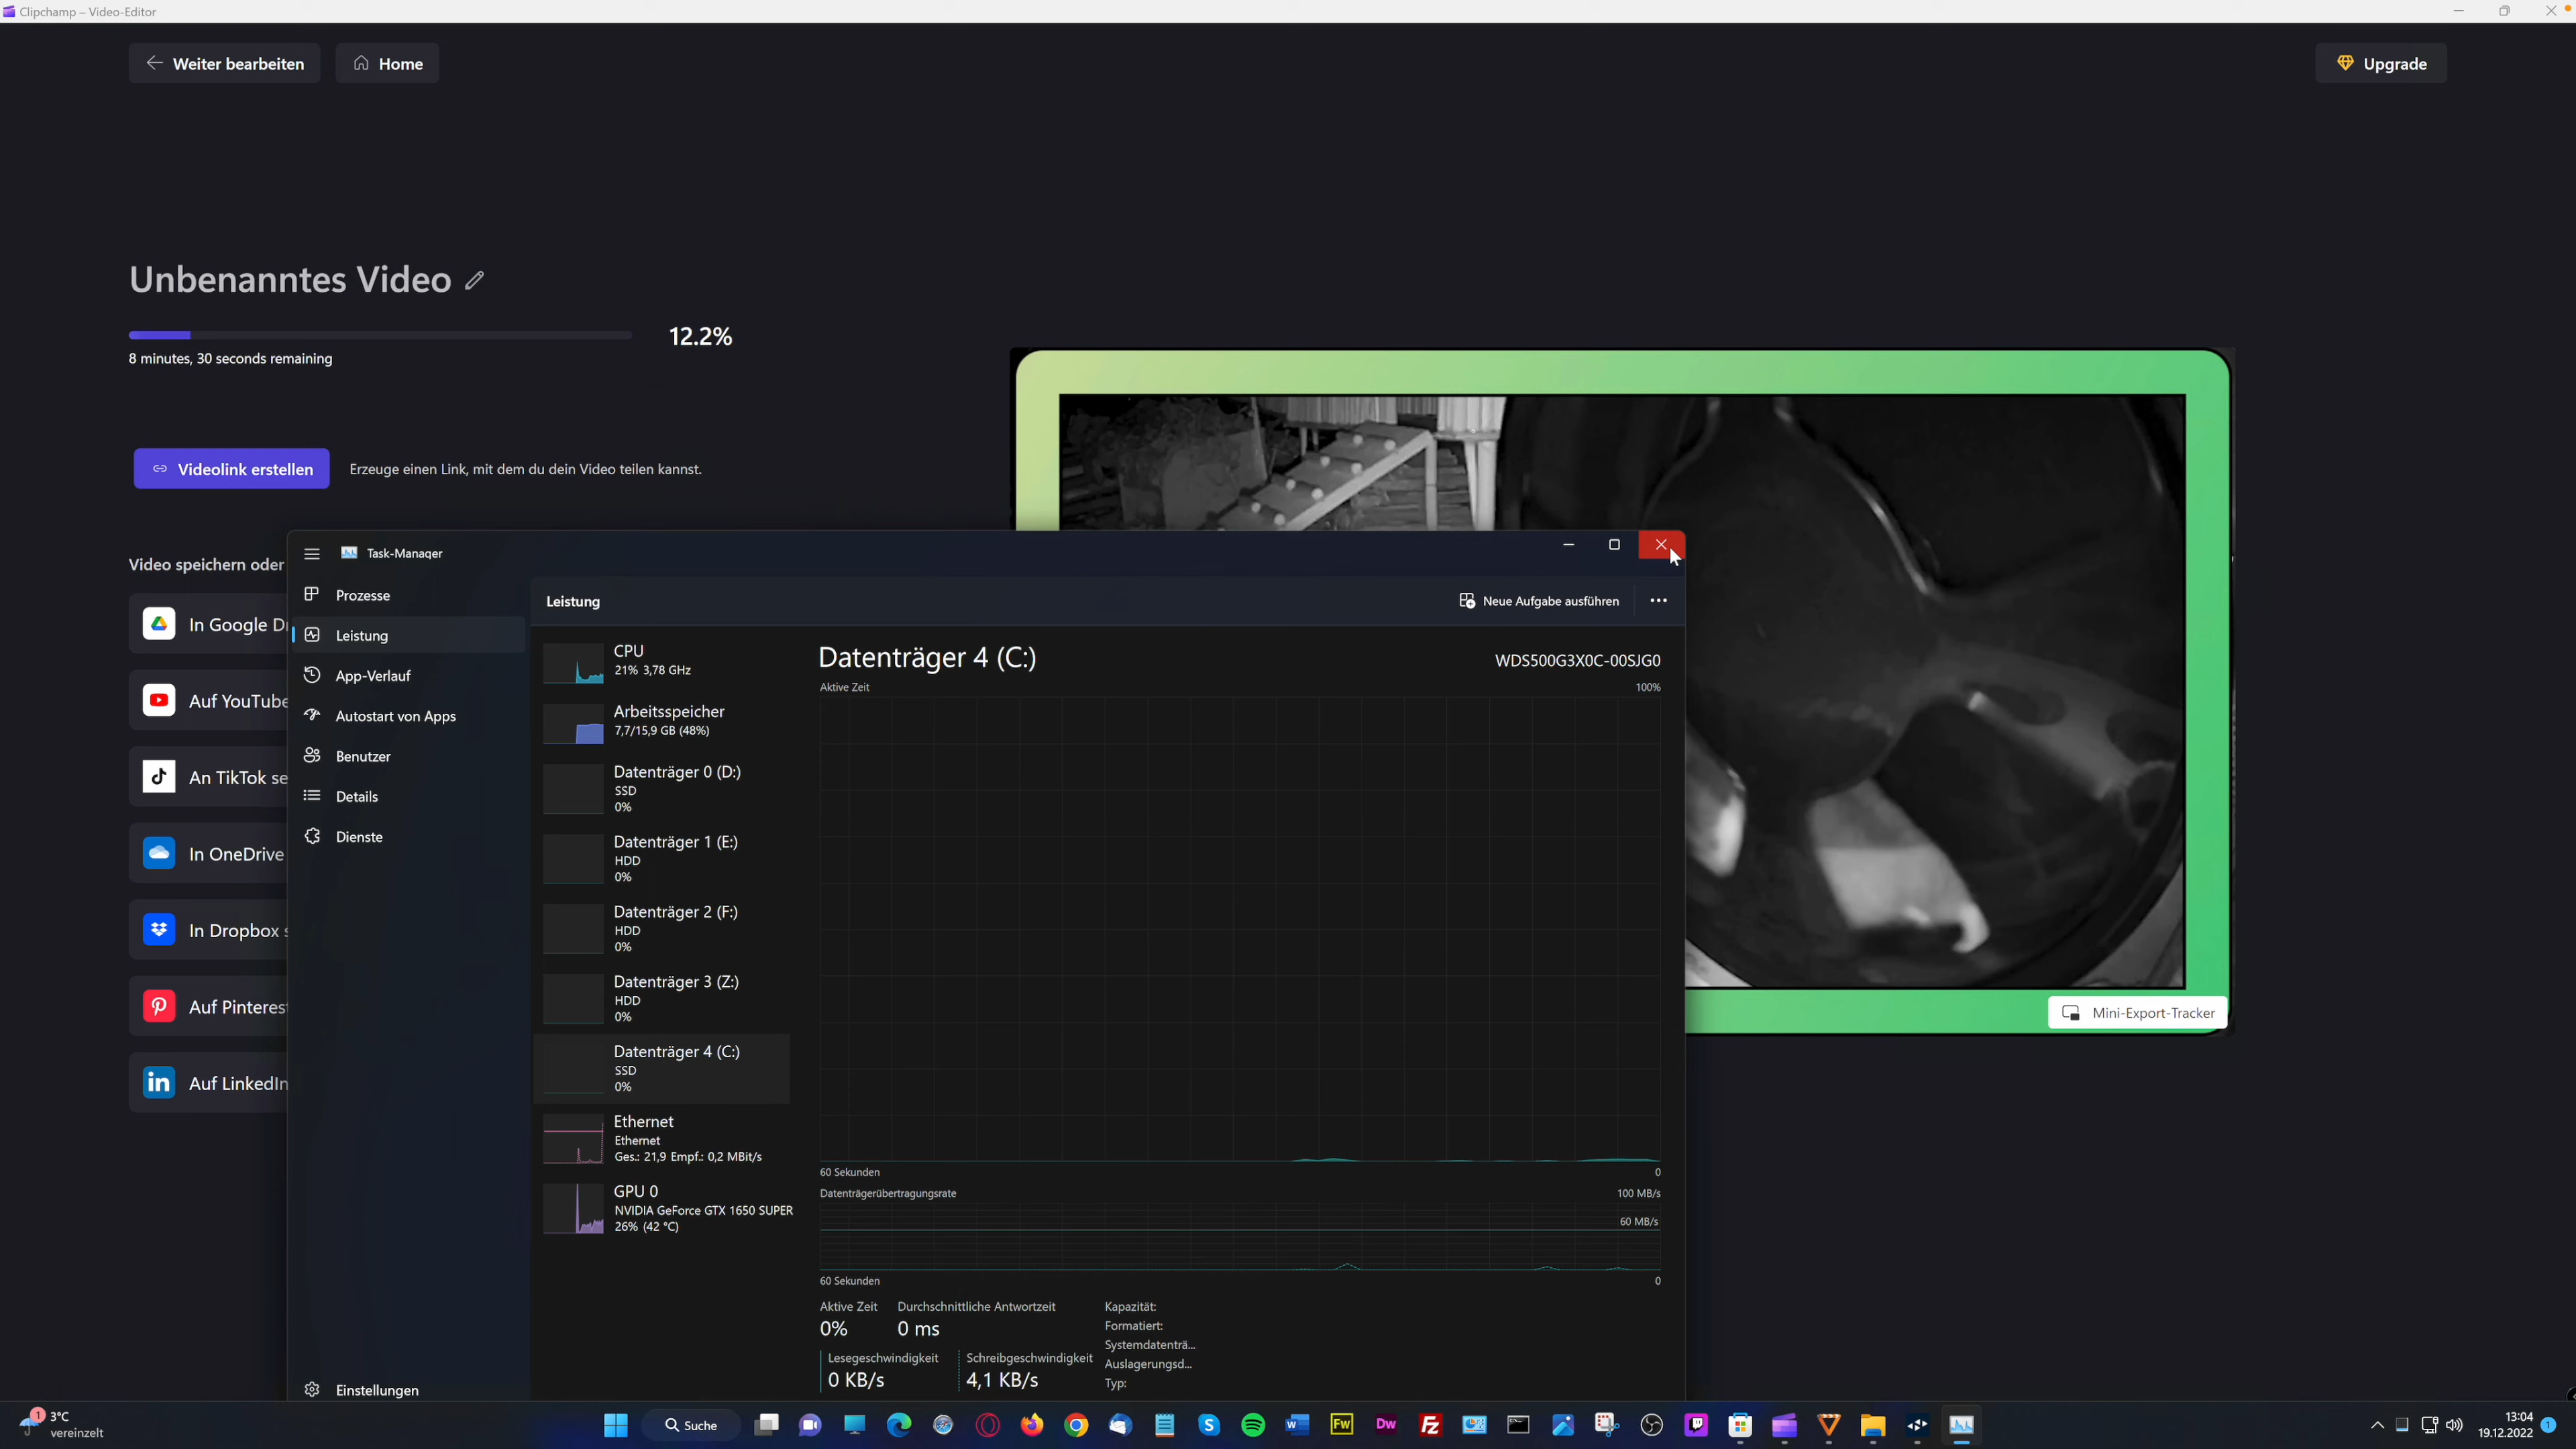 Clipchamp – Video-Editor
Weiter bearbeiten
Home
Upgrade
Unbenanntes Video
12.2%
8 minutes, 30 seconds remaining
Videolink erstellen
Erzeuge einen Link, mit dem du dein Video teilen kannst.
Video speichern oder
In Google Dr
Auf YouTube
An TikTok se
In OneDrive
In Dropbox s
Auf Pinterest
Auf LinkedIn
Mini-Export-Tracker
Task-Manager
Prozesse
Leistung
App-Verlauf
Autostart von Apps
Benutzer
Details
Dienste
Einstellungen
Leistung
Neue Aufgabe ausführen
CPU
21% 3,78 GHz
Arbeitsspeicher
7,7/15,9 GB (48%)
Datenträger 0 (D:)
SSD
0%
Datenträger 1 (E:)
HDD
0%
Datenträger 2 (F:)
HDD
0%
Datenträger 3 (Z:)
HDD
0%
Datenträger 4 (C:)
SSD
0%
Ethernet
Ethernet
Ges.: 21,9 Empf.: 0,2 MBit/s
GPU 0
NVIDIA GeForce GTX 1650 SUPER
26% (42 °C)
Datenträger 4 (C:)
WDS500G3X0C-00SJG0
Aktive Zeit
100%
60 Sekunden
0
Datenträgerübertragungsrate
100 MB/s
60 MB/s
60 Sekunden
0
Aktive Zeit
0%
Durchschnittliche Antwortzeit
0 ms
Lesegeschwindigkeit
0 KB/s
Schreibgeschwindigkeit
4,1 KB/s
Kapazität:
Formatiert:
Systemdatenträ...
Auslagerungsd...
Typ:
1
3°C
vereinzelt
Suche
W
Fw
Dw
Fz
13:04
19.12.2022
1